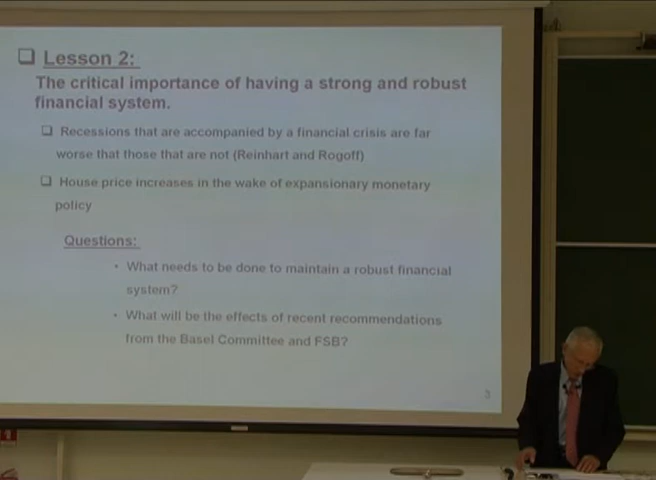 Lesson 2:
The critical importance of having a strong and robust
financial system.
Recessions that are accompanied by a financial crisis are far
worse that those that are not (Reinhart and Rogoff)
House price increases in the wake of expansionary monetary
policy
Questions:
• What needs to be done to maintain a robust financial
system?
• What will be the effects of recent recommendations
from the Basel Committee and FSB?
3